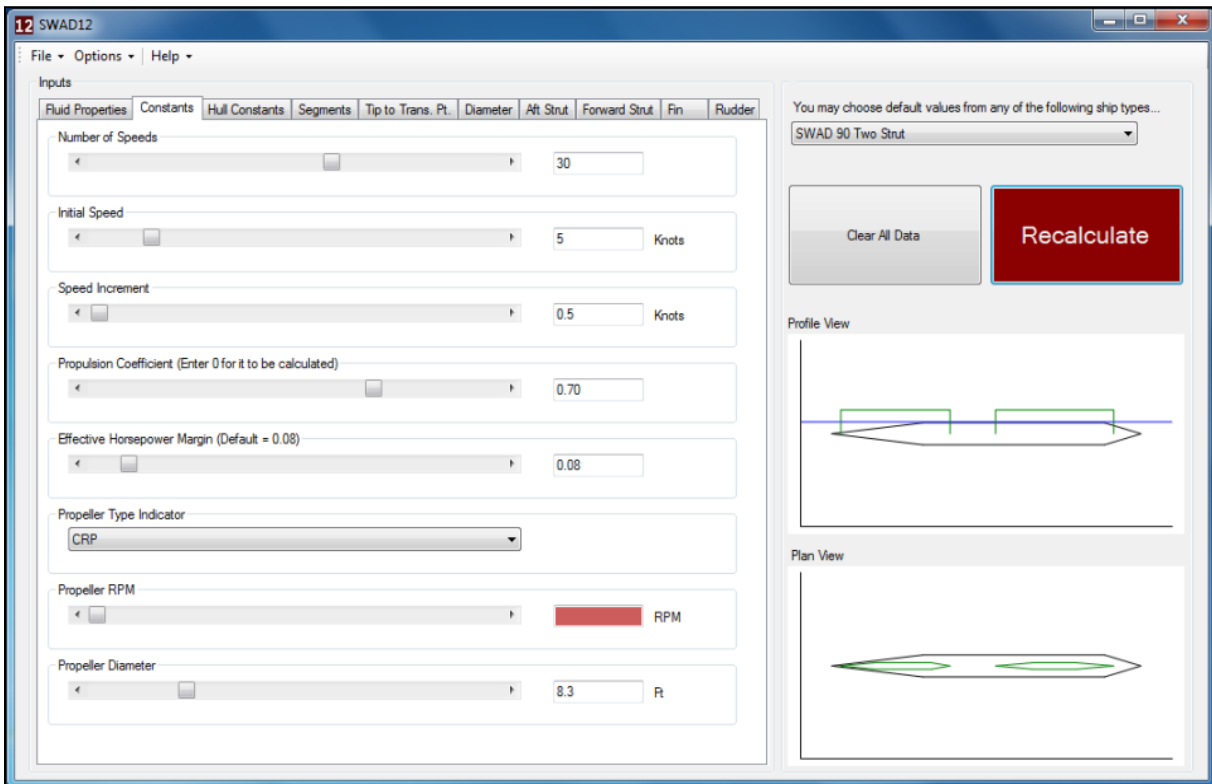 12 SWAD12
File Options Help
Inputs
Fluid Properties Constants Hull Constants Segments Tip to Trans. Pt. Diameter Aft Strut Forward Strut Fin Rudder
Number of Speeds
30
Initial Speed
5 Knots
Speed Increment
0.5 Knots
Propulsion Coefficient (Enter 0 for it to be calculated)
0.70
Effective Horsepower Margin (Default = 0.08)
0.08
Propeller Type Indicator
CRP
Propeller RPM
RPM
Propeller Diameter
8.3 Ft
You may choose default values from any of the following ship types...
SWAD 90 Two Strut
Clear All Data Recalculate
Profile View
Plan View